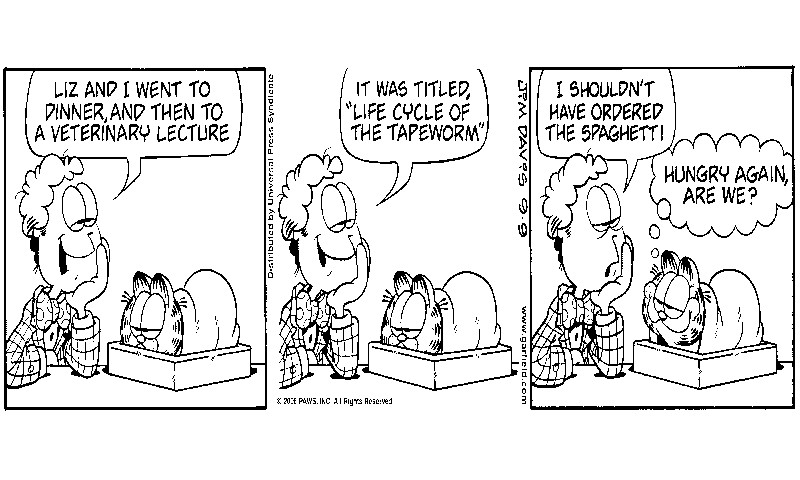 LIZ AND I WENT TO
DINNER, AND THEN TO
A VETERINARY LECTURE
Distributed by Universal Press Syndicate
IT WAS TITLED,
"LIFE CYCLE OF
THE TAPEWORM"
© 2006 PAWS, INC. All Rights Reserved.
JIM DAVIS 9·9
www.garfield.com
I SHOULDN'T
HAVE ORDERED
THE SPAGHETTI
HUNGRY AGAIN,
ARE WE?